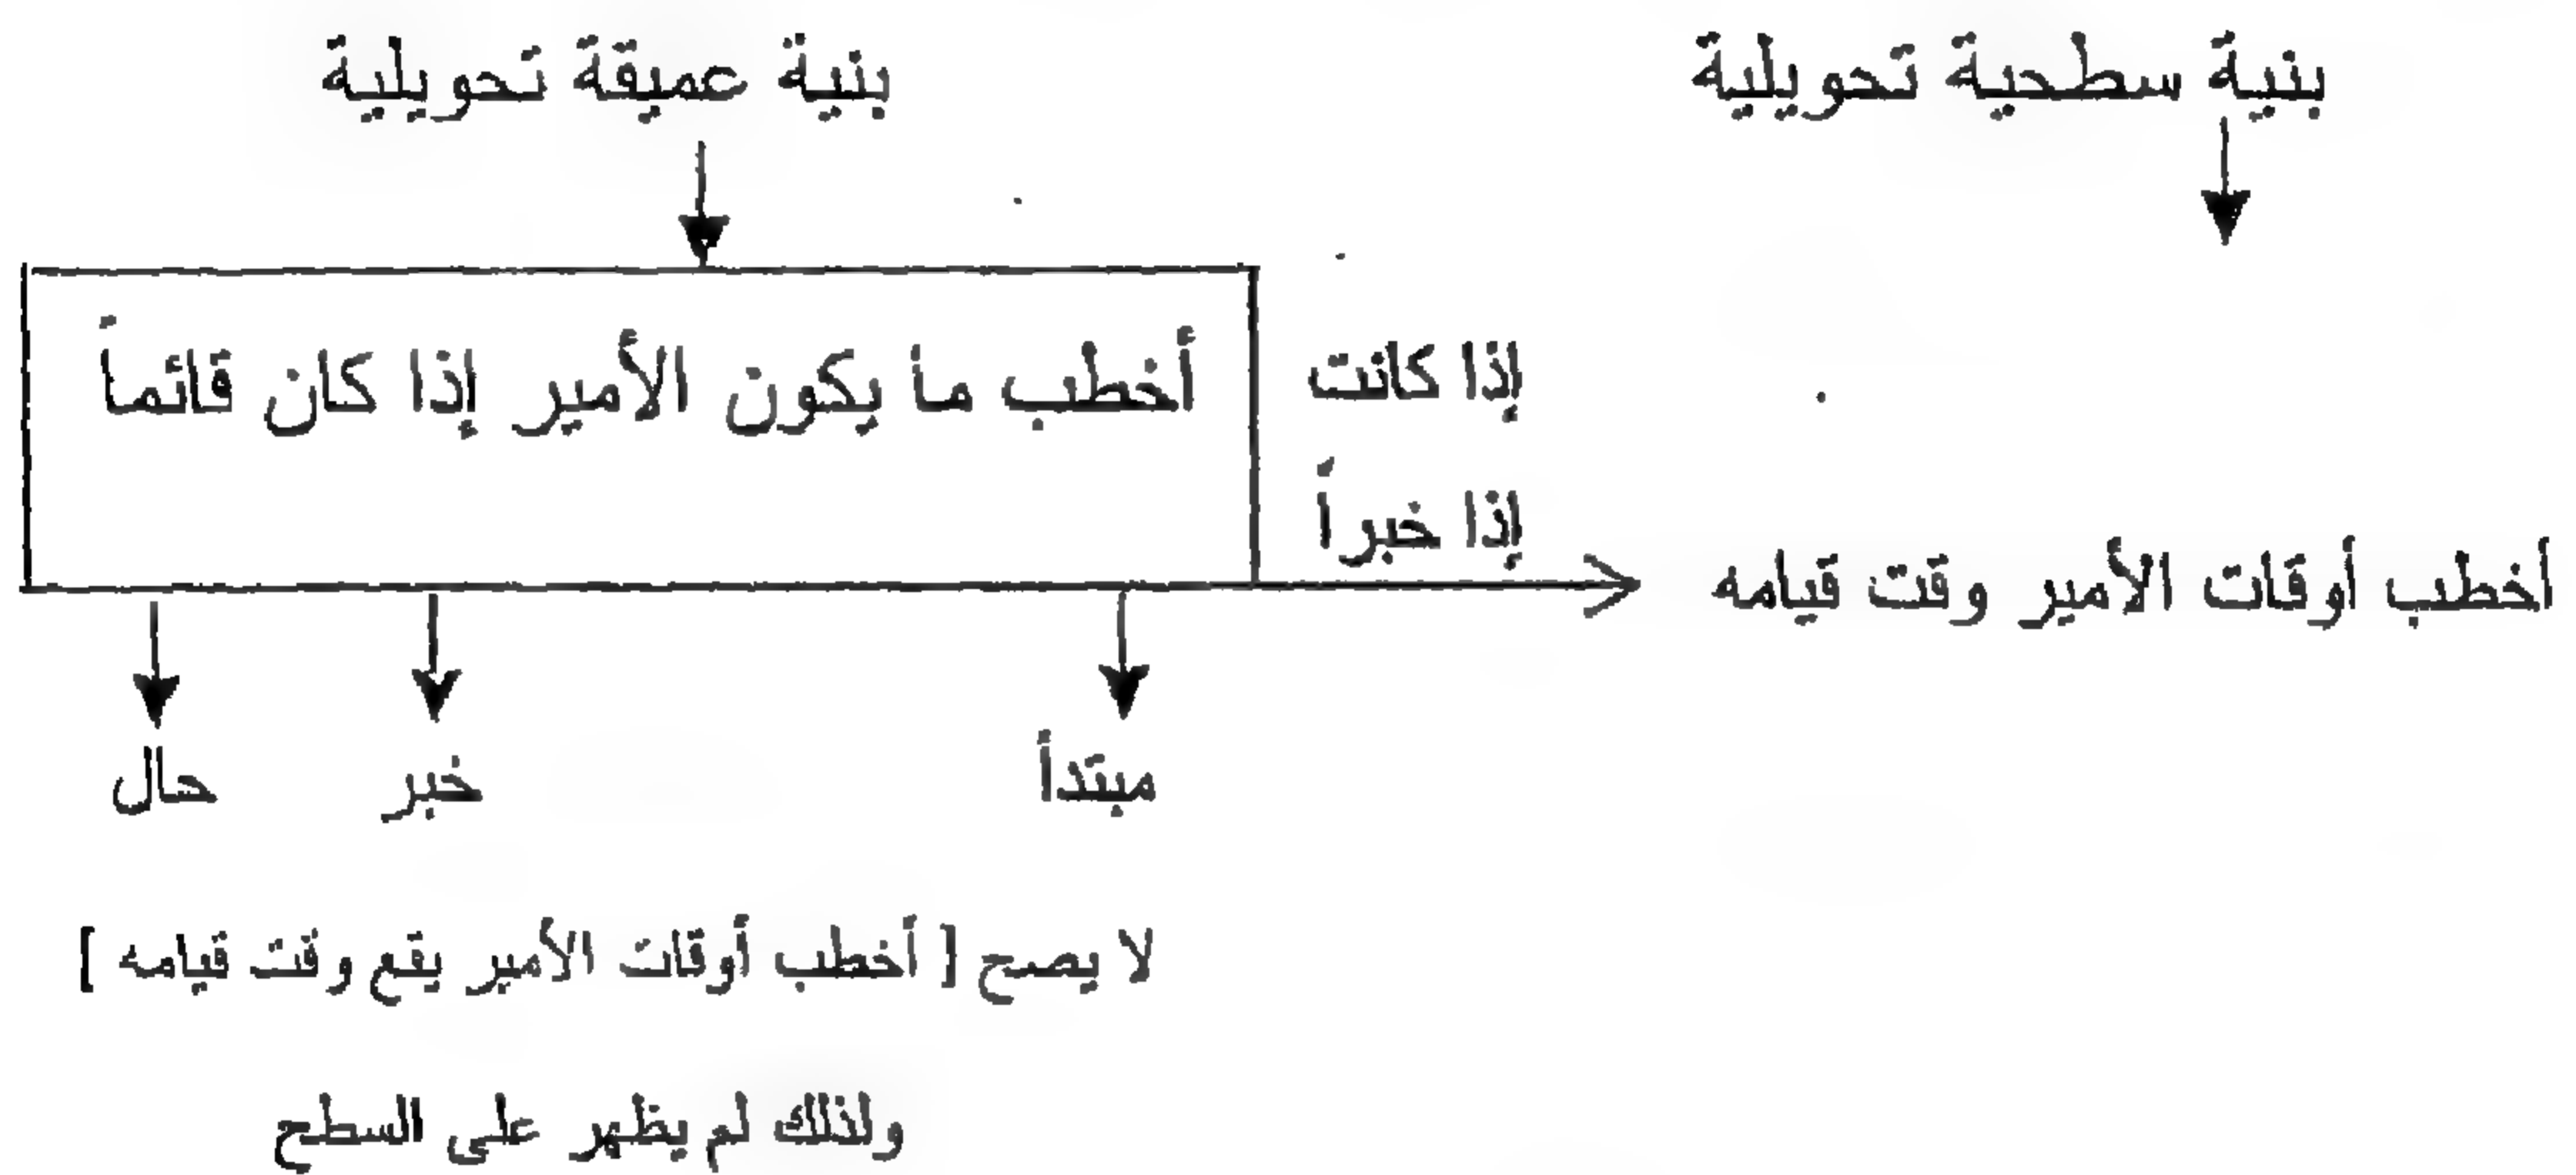 بنية سطحية تحويلية
بنية عميقة تحويلية
إذا كانت
أخطب ما يكون الأمير إذا كان قائماً
إذا خبراً
أخطب أوقات الأمير وقت قيامه
مبتدأ
خبر
حال
لا يصح [ أخطب أوقات الأمير يقع وقت قيامه ]
ولذلك لم يظهر على السطح